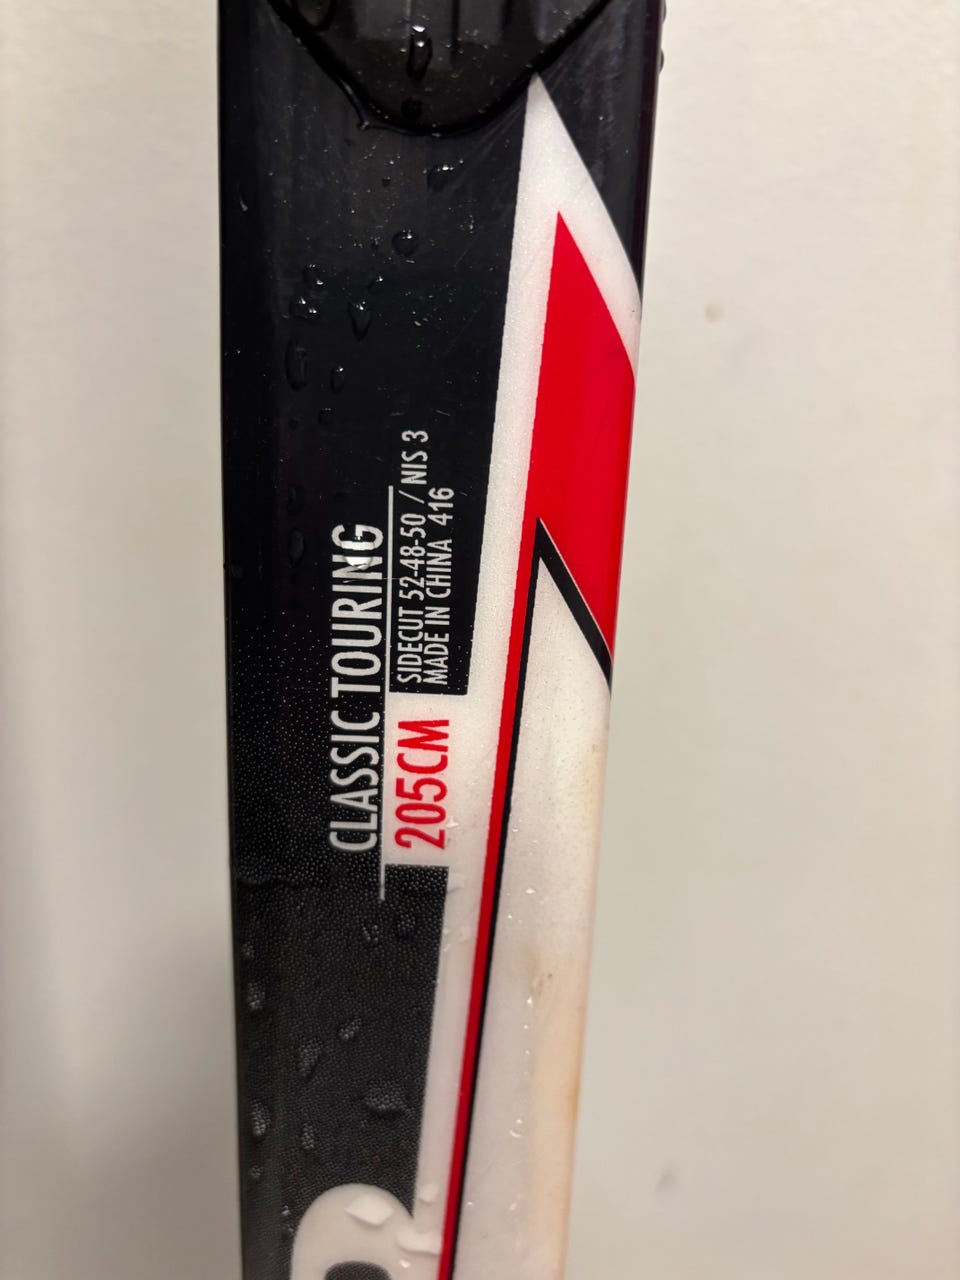 CLASSIC TOURING
205CM
SIDECUT 52-48-50 / NIS 3
MADE IN CHINA 416